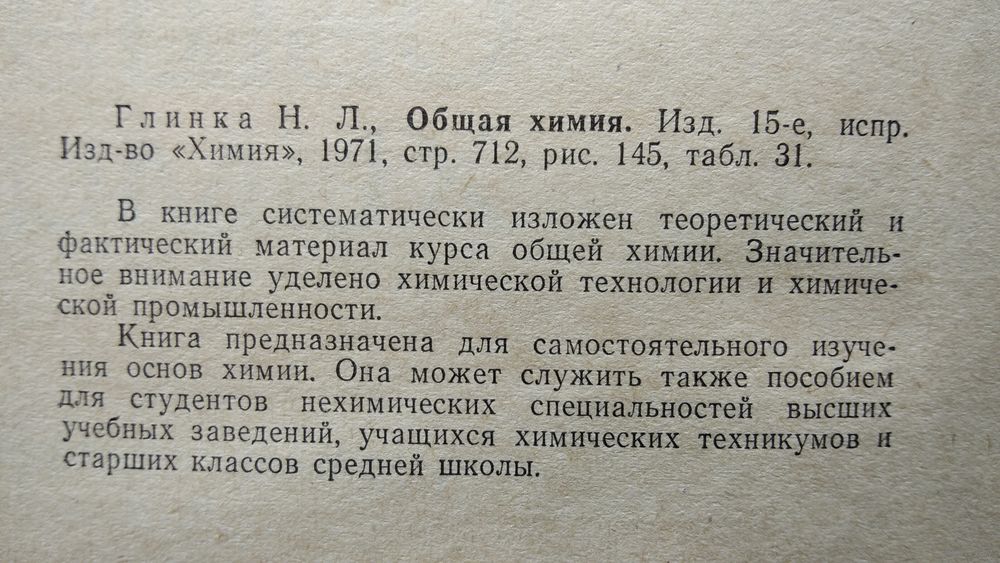 Глинка Н. Л., Общая химия. Изд. 15-е, испр.
Изд-во «Химия», 1971, стр. 712, рис. 145, табл. 31.
В книге систематически изложен теоретический и
фактический материал курса общей химии. Значитель-
ное внимание уделено химической технологии и химиче-
ской промышленности.
Книга предназначена для самостоятельного изуче-
ния основ химии. Она может служить также пособием
для студентов нехимических специальностей высших
учебных заведений, учащихся химических техникумов и
старших классов средней школы.